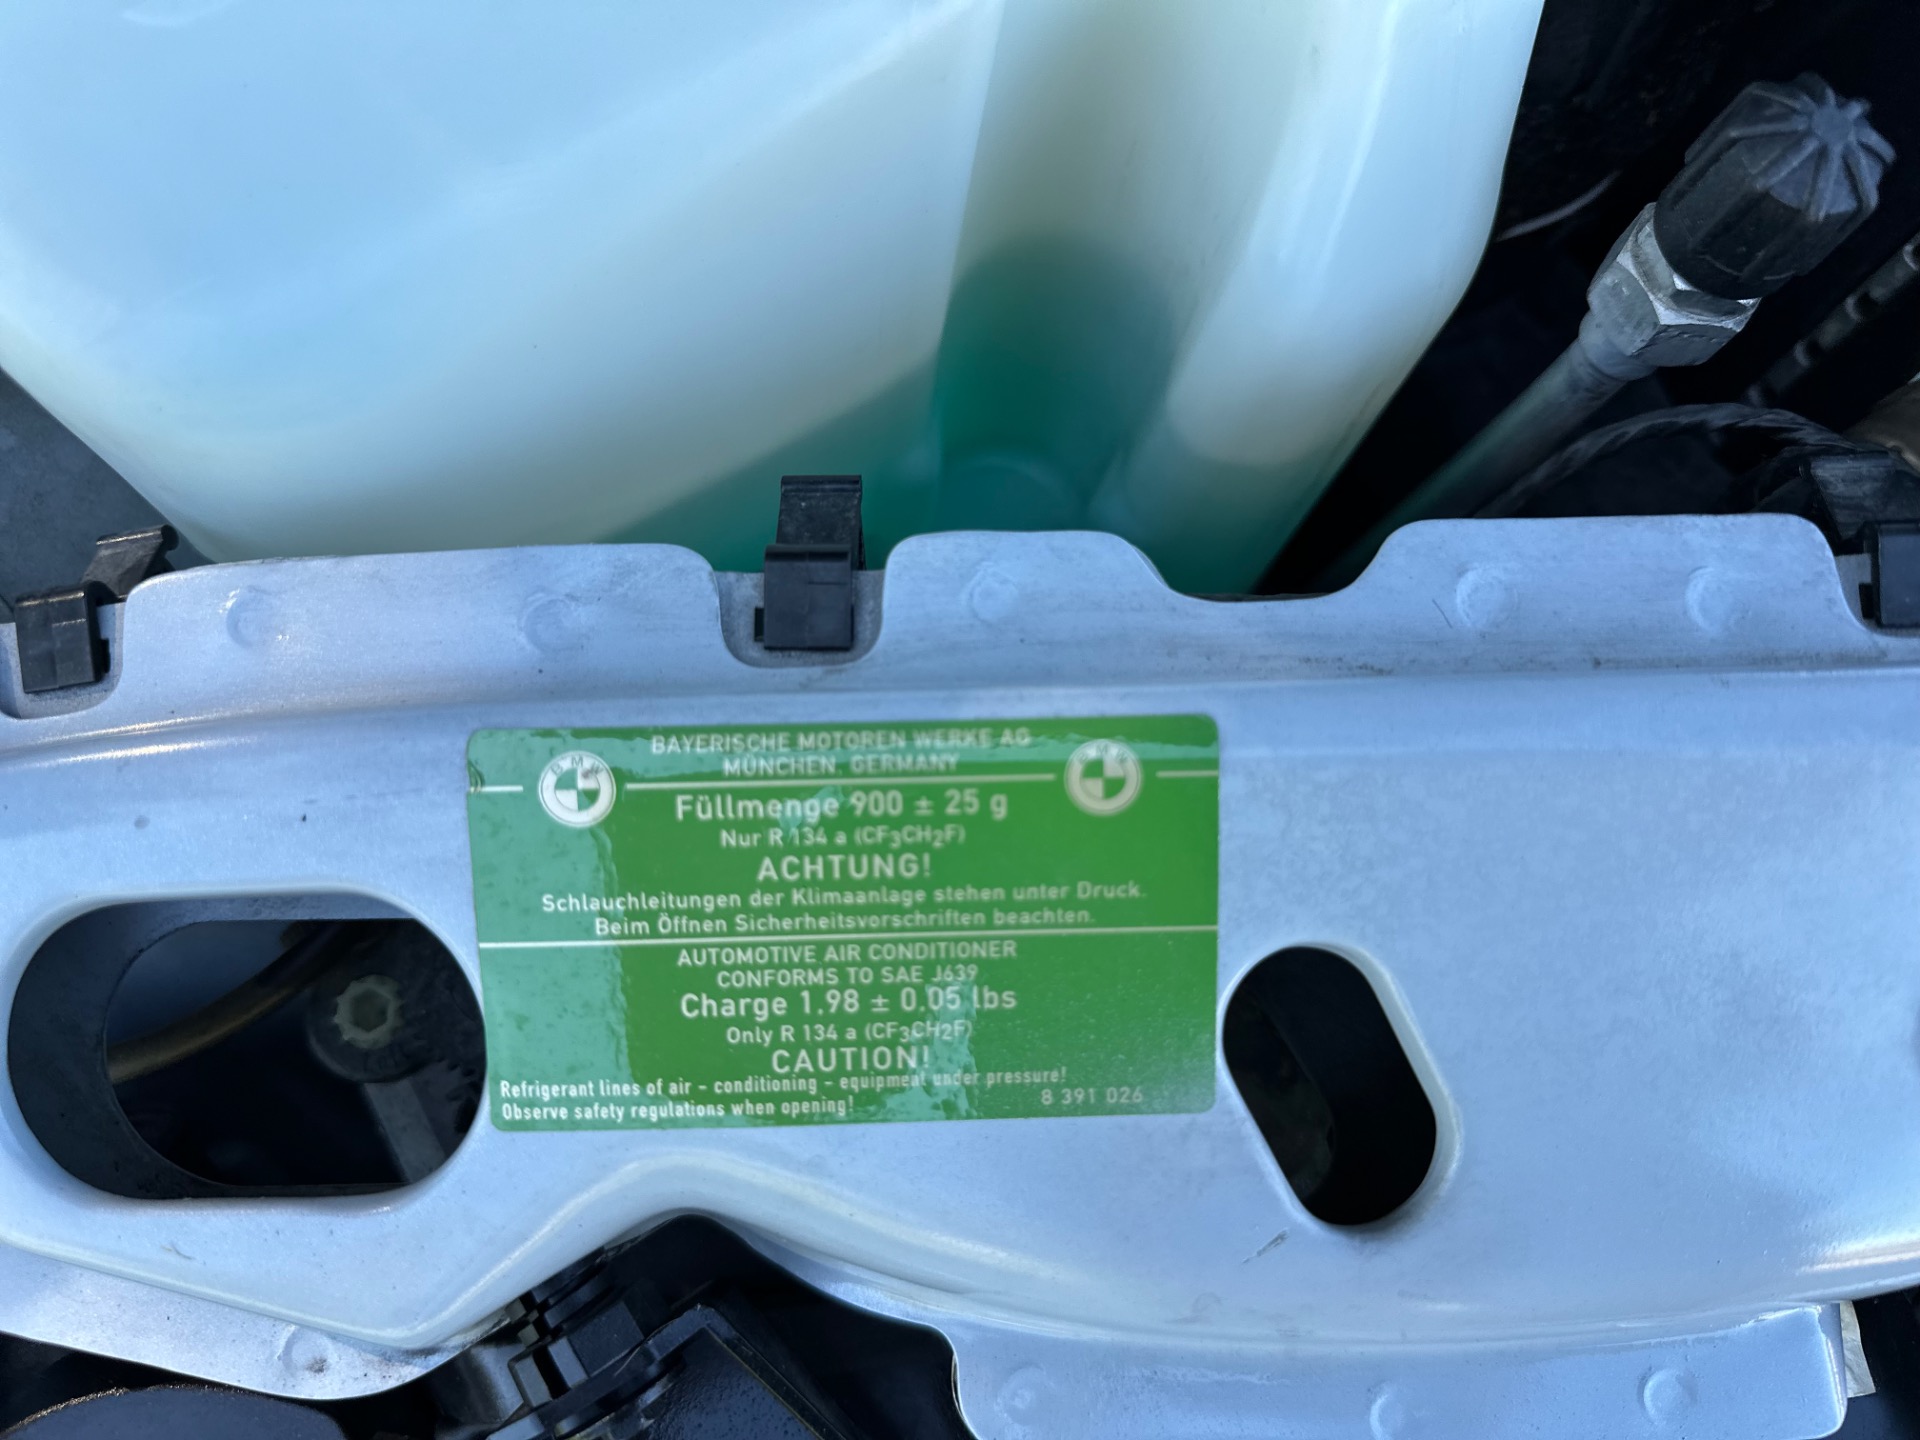 BAYERISCHE MOTOREN WERKE AG
MÜNCHEN, GERMANY
BMW
BMW
Füllmenge 900 ± 25 g
Nur R 134 a (CF₃CH₂F)
ACHTUNG!
Schlauchleitungen der Klimaanlage stehen unter Druck.
Beim Öffnen Sicherheitsvorschriften beachten.
AUTOMOTIVE AIR CONDITIONER
CONFORMS TO SAE J639
Charge 1.98 ± 0.05 lbs
Only R 134 a (CF₃CH₂F)
CAUTION!
Refrigerant lines of air - conditioning - equipment under pressure!
Observe safety regulations when opening!
8 391 026